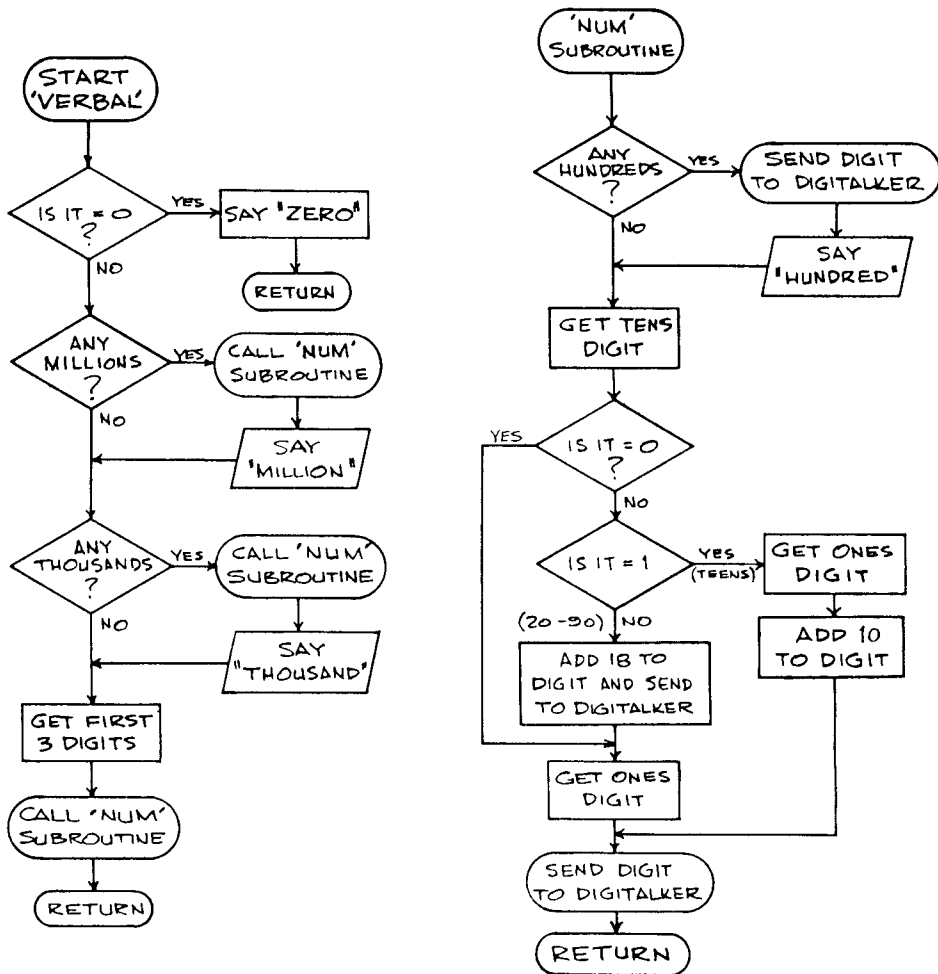 START
'VERBAL'
IS IT = 0
?
YES
SAY "ZERO"
RETURN
NO
ANY
MILLIONS
?
YES
CALL 'NUM'
SUBROUTINE
SAY
"MILLION"
NO
ANY
THOUSANDS
?
YES
CALL 'NUM'
SUBROUTINE
SAY
"THOUSAND"
NO
GET FIRST
3 DIGITS
CALL 'NUM'
SUBROUTINE
RETURN
'NUM'
SUBROUTINE
ANY
HUNDREDS
?
YES
SEND DIGIT
TO DIGITALKER
SAY
"HUNDRED"
NO
GET TENS
DIGIT
YES
IS IT = 0
?
NO
IS IT = 1
YES
(TEENS)
GET ONES
DIGIT
ADD 10
TO DIGIT
(20-90) NO
ADD 18 TO
DIGIT AND SEND
TO DIGITALKER
GET ONES
DIGIT
SEND DIGIT
TO DIGITALKER
RETURN